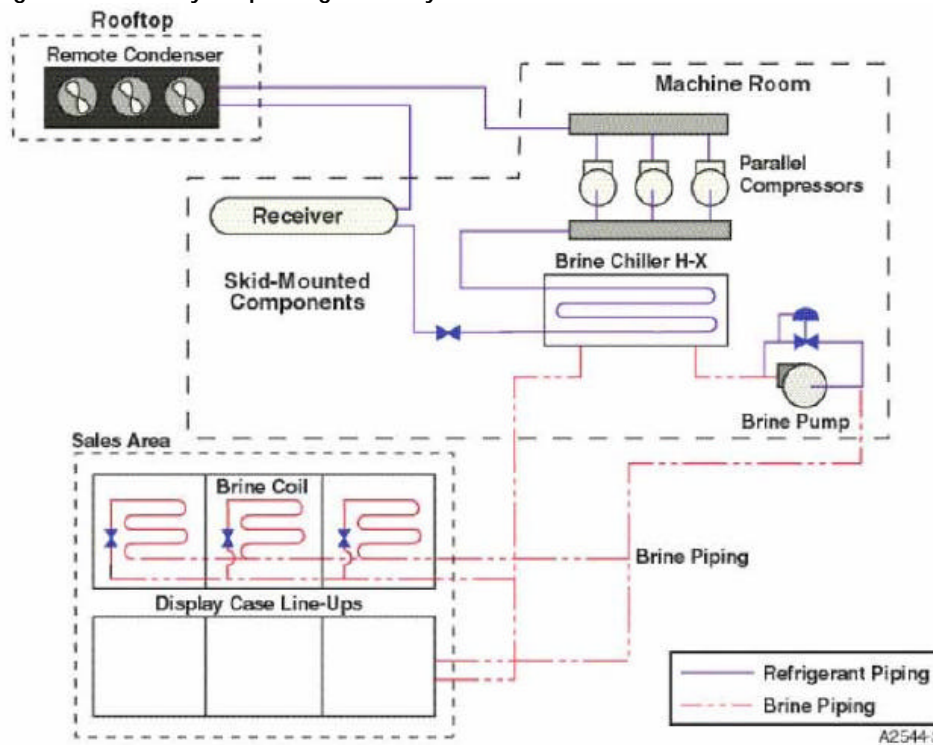 Rooftop
Remote Condenser
Machine Room
Parallel
Compressors
Receiver
Brine Chiller H-X
Skid-Mounted
Components
Brine Pump
Sales Area
Brine Coil
Brine Piping
Display Case Line-Ups
Refrigerant Piping
Brine Piping